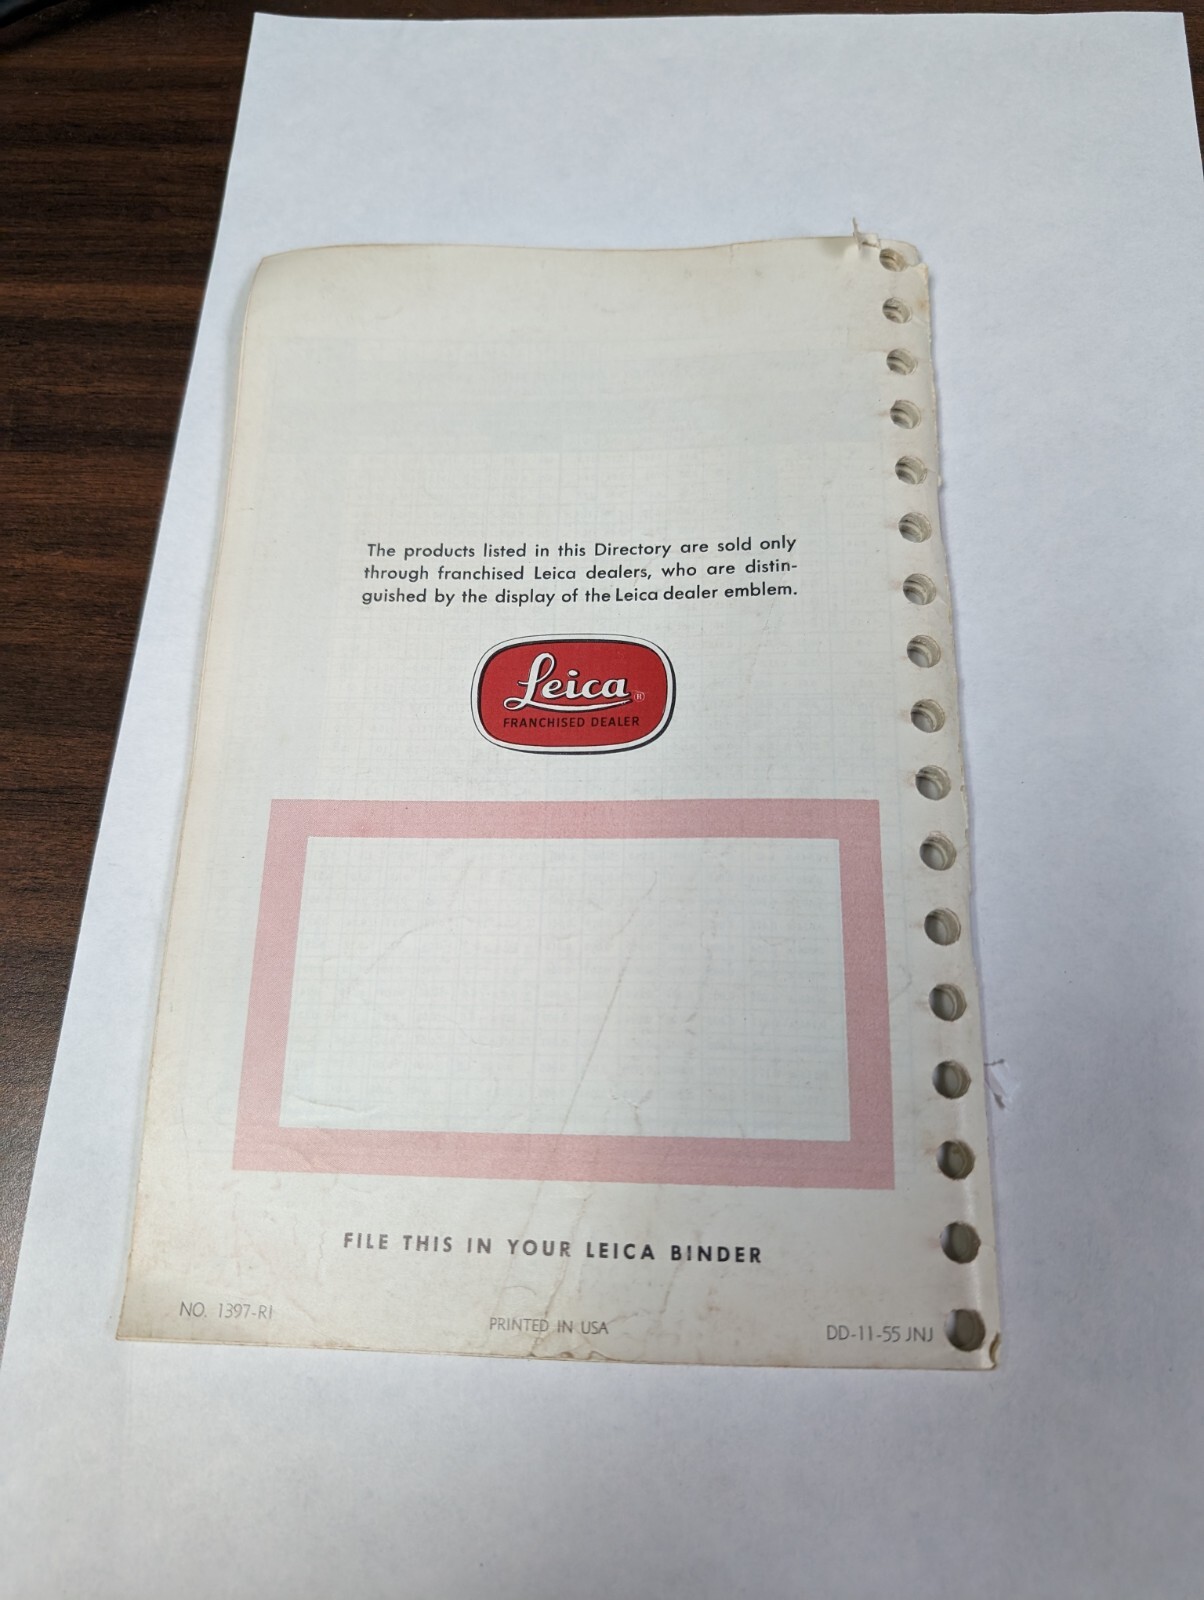 The products listed in this Directory are sold only
through franchised Leica dealers, who are distin-
guished by the display of the Leica dealer emblem.
Leica ®
FRANCHISED DEALER
FILE THIS IN YOUR LEICA BINDER
NO. 1397-RI
PRINTED IN USA
DD-11-55 JNJ